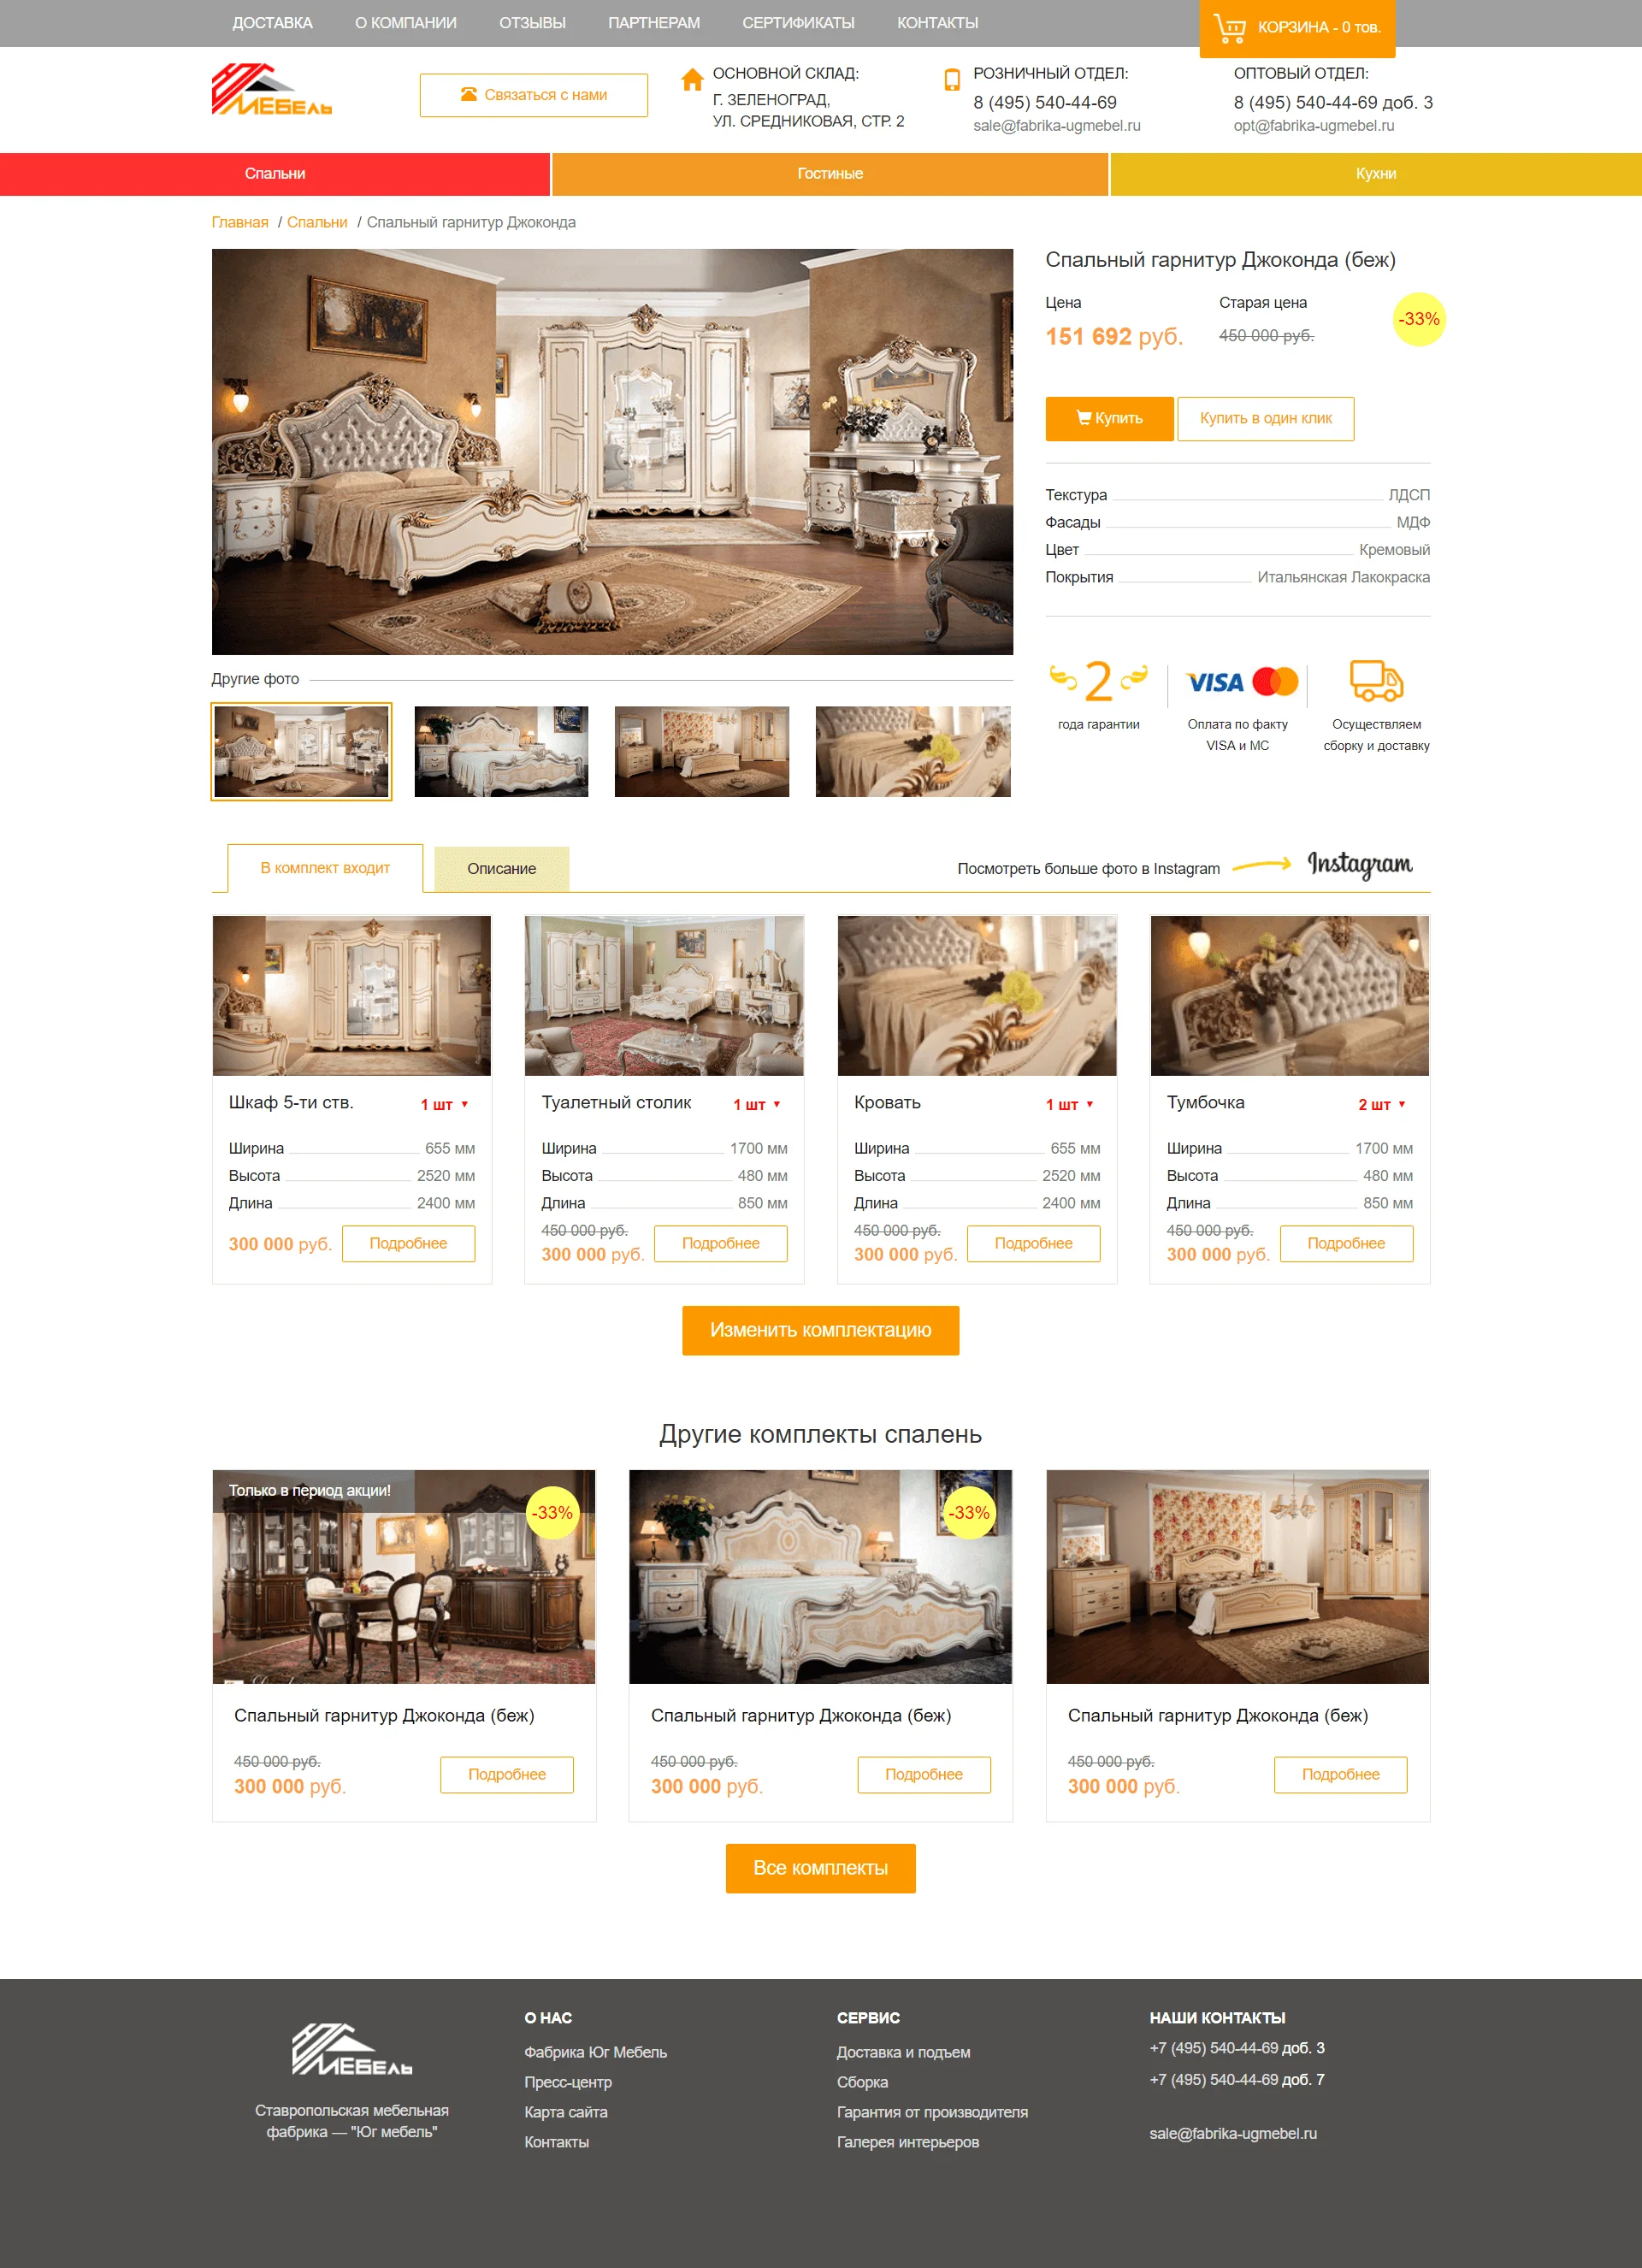 ДОСТАВКА О КОМПАНИИ ОТЗЫВЫ ПАРТНЕРАМ СЕРТИФИКАТЫ КОНТАКТЫ КОРЗИНА - 0 тов.
МЕБЕЛЬ
Связаться с нами
ОСНОВНОЙ СКЛАД:
Г. ЗЕЛЕНОГРАД,
УЛ. СРЕДНИКОВАЯ, СТР. 2
РОЗНИЧНЫЙ ОТДЕЛ:
8 (495) 540-44-69
sale@fabrika-ugmebel.ru
ОПТОВЫЙ ОТДЕЛ:
8 (495) 540-44-69 доб. 3
opt@fabrika-ugmebel.ru
Спальни Гостиные Кухни
Главная / Спальни / Спальный гарнитур Джоконда
Спальный гарнитур Джоконда (беж)
Цена Старая цена
151 692 руб. 450 000 руб. -33%
Купить Купить в один клик
Текстура ЛДСП
Фасады МДФ
Цвет Кремовый
Покрытия Итальянская Лакокраска
2
года гарантии
VISA
Оплата по факту
VISA и МС
Осуществляем
сборку и доставку
Другие фото
В комплект входит Описание Посмотреть больше фото в Instagram Instagram
Шкаф 5-ти ств. 1 шт ▼
Ширина 655 мм
Высота 2520 мм
Длина 2400 мм
300 000 руб. Подробнее
Туалетный столик 1 шт ▼
Ширина 1700 мм
Высота 480 мм
Длина 850 мм
450 000 руб.
300 000 руб. Подробнее
Кровать 1 шт ▼
Ширина 655 мм
Высота 2520 мм
Длина 2400 мм
450 000 руб.
300 000 руб. Подробнее
Тумбочка 2 шт ▼
Ширина 1700 мм
Высота 480 мм
Длина 850 мм
450 000 руб.
300 000 руб. Подробнее
Изменить комплектацию
Другие комплекты спалень
Только в период акции!
-33%
Спальный гарнитур Джоконда (беж)
450 000 руб.
300 000 руб. Подробнее
-33%
Спальный гарнитур Джоконда (беж)
450 000 руб.
300 000 руб. Подробнее
Спальный гарнитур Джоконда (беж)
450 000 руб.
300 000 руб. Подробнее
Все комплекты
МЕБЕЛЬ
Ставропольская мебельная
фабрика — "Юг мебель"
О НАС
Фабрика Юг Мебель
Пресс-центр
Карта сайта
Контакты
СЕРВИС
Доставка и подъем
Сборка
Гарантия от производителя
Галерея интерьеров
НАШИ КОНТАКТЫ
+7 (495) 540-44-69 доб. 3
+7 (495) 540-44-69 доб. 7
sale@fabrika-ugmebel.ru